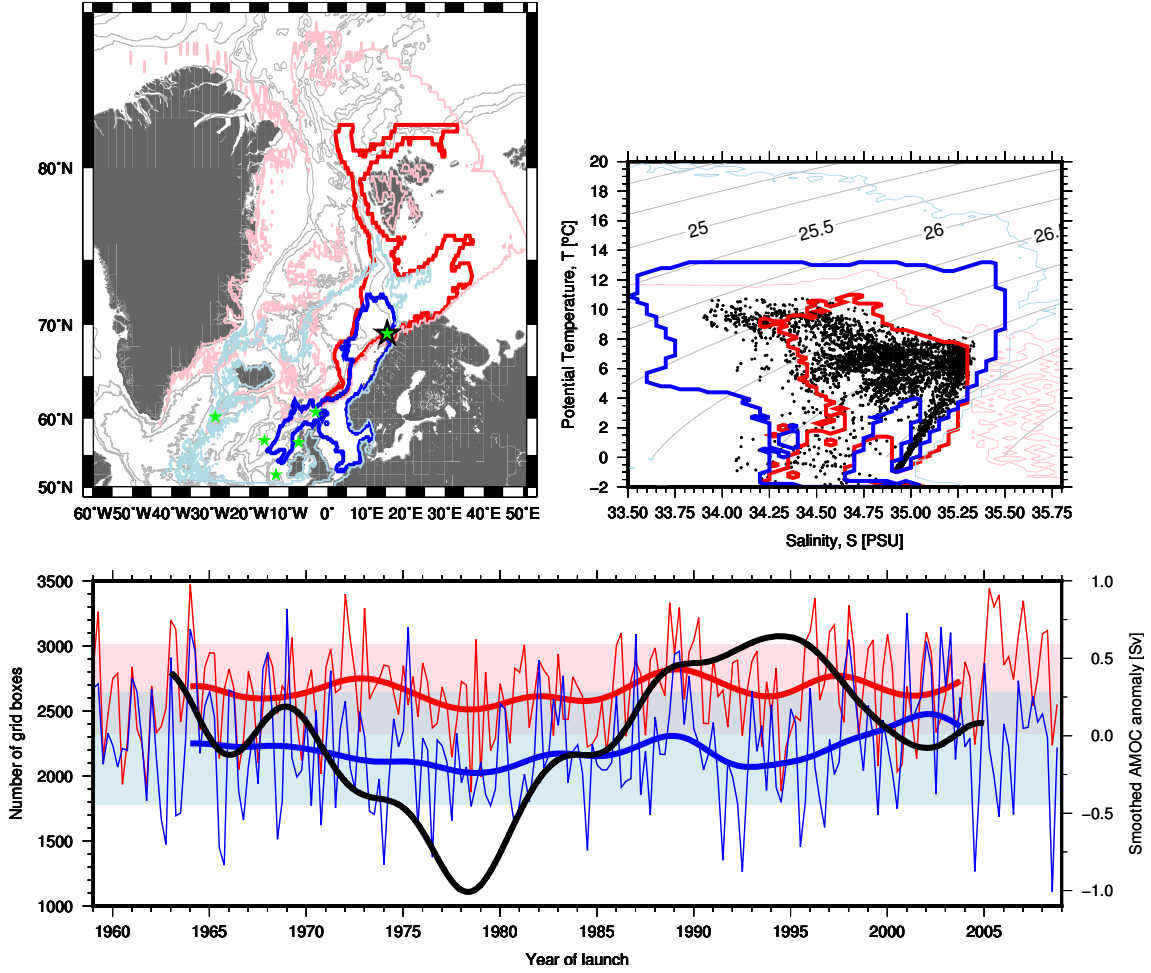 80°N
70°N
60°N
50°N
60°W 50°W 40°W 30°W 20°W 10°W 0° 10°E 20°E 30°E 40°E 50°E
20
18
16
14
12
10
8
6
4
2
0
−2
Potential Temperature, T [°C]
25
25.5
26
26.5
33.50 33.75 34.00 34.25 34.50 34.75 35.00 35.25 35.50 35.75
Salinity, S [PSU]
3500
3000
2500
2000
1500
1000
Number of grid boxes
1.0
0.5
0.0
−0.5
−1.0
Smoothed AMOC anomaly [Sv]
1960 1965 1970 1975 1980 1985 1990 1995 2000 2005
Year of launch